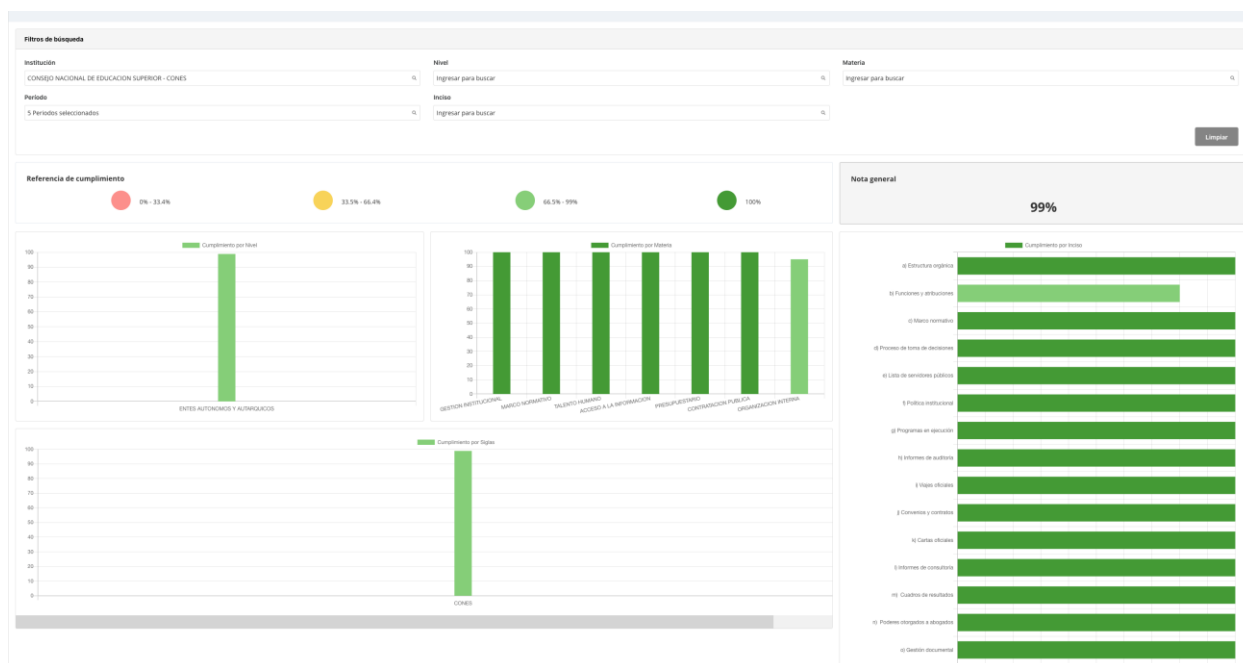 Filtros de búsqueda
Institución
Nivel
Materia
CONSEJO NACIONAL DE EDUCACION SUPERIOR - CONES
Ingresar para buscar
Ingresar para buscar
Período
Inciso
5 Periodos seleccionados
Ingresar para buscar
Limpiar
Referencia de cumplimiento
0% - 33.4%
33.5% - 66.4%
66.5% - 99%
100%
Nota general
99%
Cumplimiento por Nivel
100
90
80
70
60
50
40
30
20
10
0
ENTES AUTONOMOS Y AUTARQUICOS
Cumplimiento por Materia
100
90
80
70
60
50
40
30
20
10
0
GESTION INSTITUCIONAL
MARCO NORMATIVO
TALENTO HUMANO
ACCESO A LA INFORMACION
PRESUPUESTARIO
CONTRATACION PUBLICA
ORGANIZACION INTERNA
Cumplimiento por Siglas
100
90
80
70
60
50
40
30
20
10
0
CONES
Cumplimiento por Inciso
a) Estructura orgánica
b) Funciones y atribuciones
c) Marco normativo
d) Proceso de toma de decisiones
e) Lista de servidores públicos
f) Política institucional
g) Programas en ejecución
h) Informes de auditoría
i) Viajes oficiales
j) Convenios y contratos
k) Cartas oficiales
l) Informes de consultoría
m) Cuadros de resultados
n) Poderes otorgados a abogados
o) Gestión documental